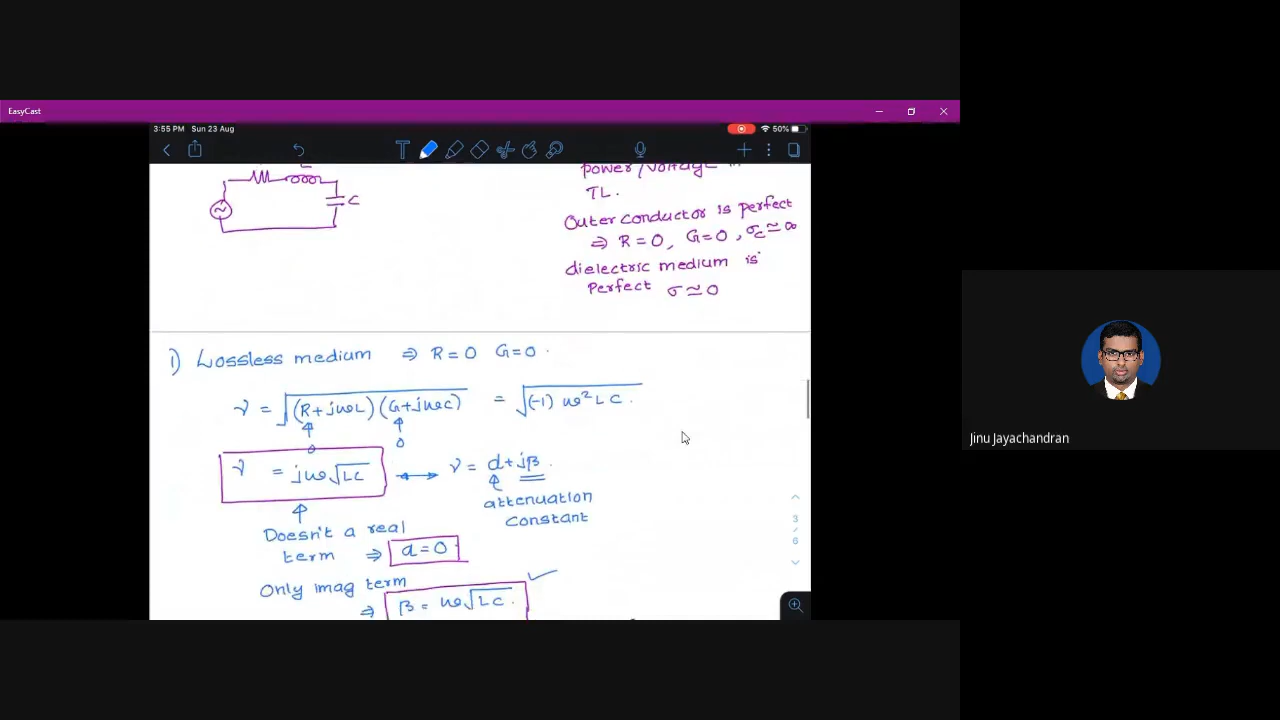 EasyCast
3:55 PM Sun 23 Aug
50%
T
power/voltage
TL.
Outer conductor is perfect
⇒ R=0, G=0, σc≃∞
dielectric medium is
perfect σ≃0
C
1) Lossless medium ⇒ R=0 G=0.
γ = √(R+jωL)(G+jωC) = √(-1) ω²LC.
0 0
γ = jω√LC ⟷ γ = α+jβ
attenuation
constant
Doesn't a real
term ⇒ α=0
Only imag term
⇒ β = ω√LC.
3
6
Jinu Jayachandran